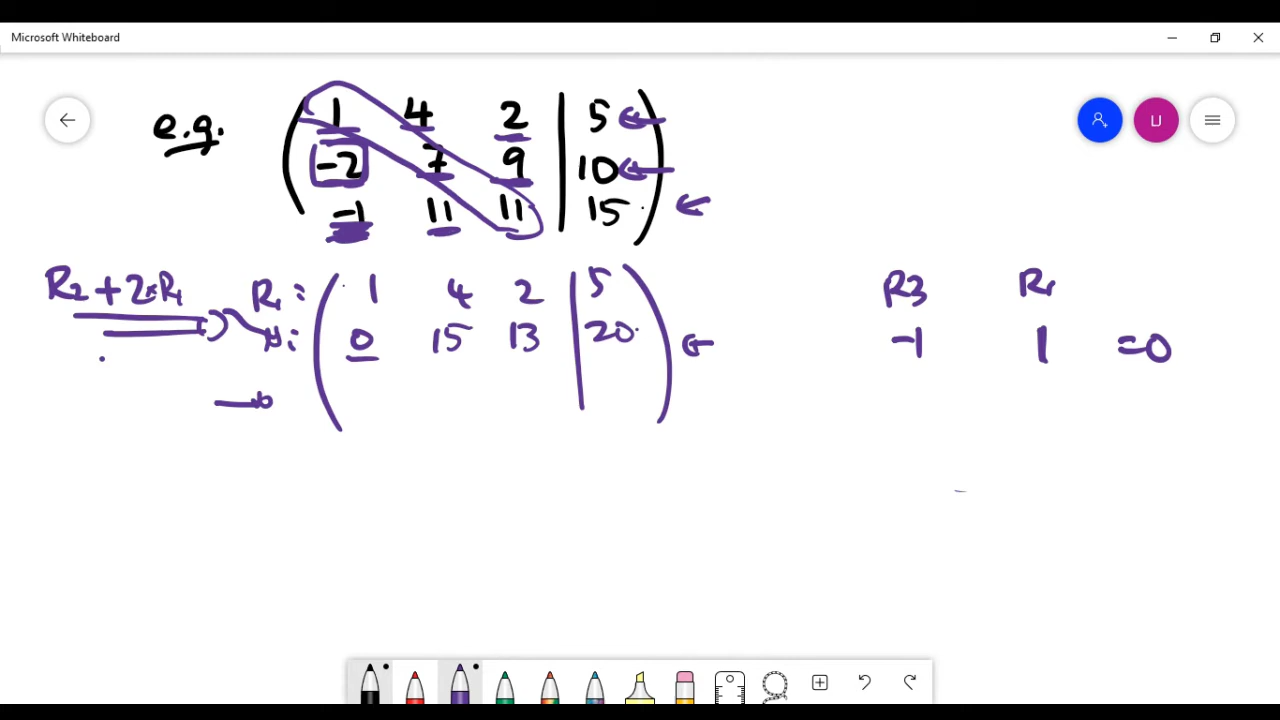 Microsoft Whiteboard
U
e.g. ( 1 4 2 | 5 )
-2 7 9 | 10
-1 11 11 | 15
R2 + 2*R1
R1 = ( 1 4 2 | 5 )
0 15 13 | 20
R3 R1
-1 1 =0